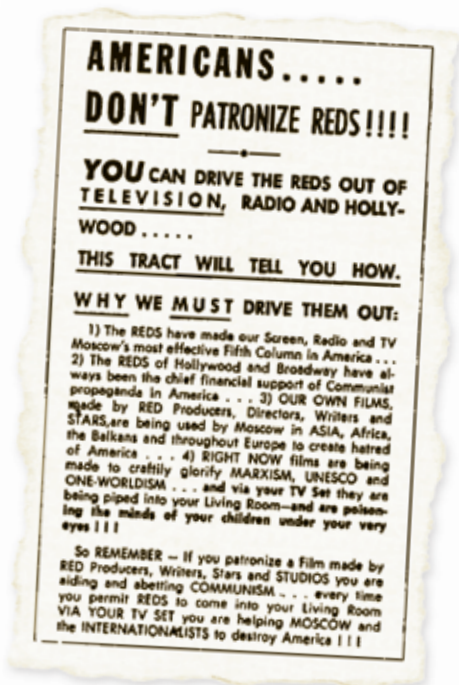 AMERICANS.....
DON'T PATRONIZE REDS!!!!
YOU CAN DRIVE THE REDS OUT OF
TELEVISION, RADIO AND HOLLY-
WOOD.....
THIS TRACT WILL TELL YOU HOW.
WHY WE MUST DRIVE THEM OUT:
1) The REDS have made our Screen, Radio and TV
Moscow's most effective Fifth Column in America . . .
2) The REDS of Hollywood and Broadway have al-
ways been the chief financial support of Communist
propaganda in America . . . 3) OUR OWN FILMS,
made by RED Producers, Directors, Writers and
STARS,are being used by Moscow in ASIA, Africa,
the Balkans and throughout Europe to create hatred
of America . . . 4) RIGHT NOW films are being
made to craftily glorify MARXISM, UNESCO and
ONE-WORLDISM . . . and via your TV Set they are
being piped into your Living Room—and are poison-
ing the minds of your children under your very
eyes ! ! !
So REMEMBER — If you patronize a Film made by
RED Producers, Writers, Stars and STUDIOS you are
aiding and abetting COMMUNISM . . . every time
you permit REDS to come into your Living Room
VIA YOUR TV SET you are helping MOSCOW and
the INTERNATIONALISTS to destroy America ! ! !